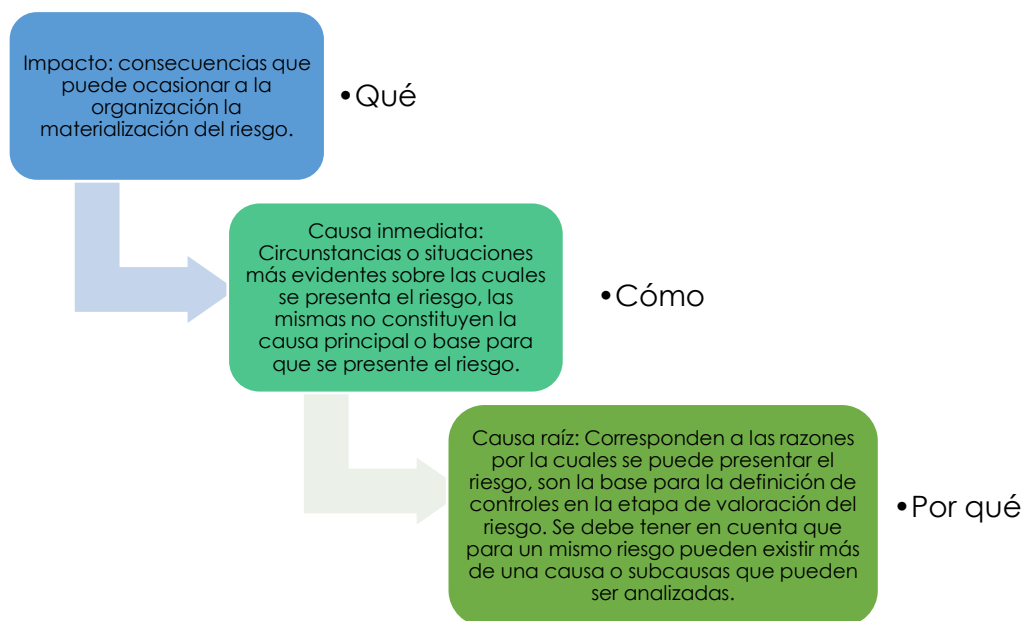 Impacto: consecuencias que
puede ocasionar a la
organización la
materialización del riesgo.
•Qué
Causa inmediata:
Circunstancias o situaciones
más evidentes sobre las cuales
se presenta el riesgo, las
mismas no constituyen la
causa principal o base para
que se presente el riesgo.
•Cómo
Causa raíz: Corresponden a las razones
por la cuales se puede presentar el
riesgo, son la base para la definición de
controles en la etapa de valoración del
riesgo. Se debe tener en cuenta que
para un mismo riesgo pueden existir más
de una causa o subcausas que pueden
ser analizadas.
•Por qué